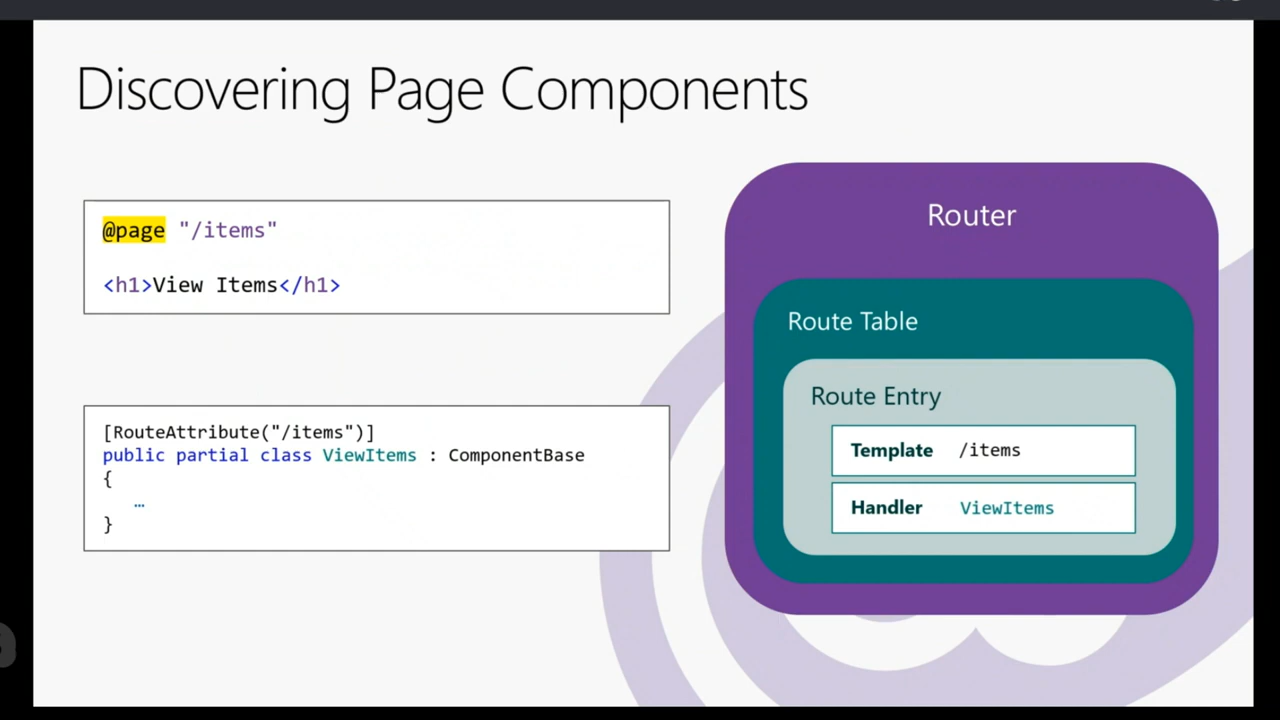 Discovering Page Components
@page "/items"
<h1>View Items</h1>
[RouteAttribute("/items")]
public partial class ViewItems : ComponentBase
{
…
}
Router
Route Table
Route Entry
Template /items
Handler ViewItems